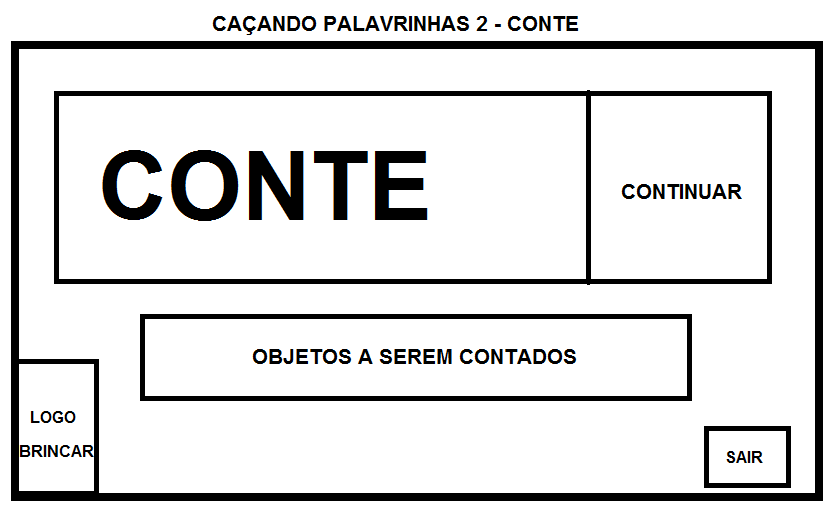 CAÇANDO PALAVRINHAS 2 - CONTE
CONTE
CONTINUAR
OBJETOS A SEREM CONTADOS
LOGO
BRINCAR
SAIR